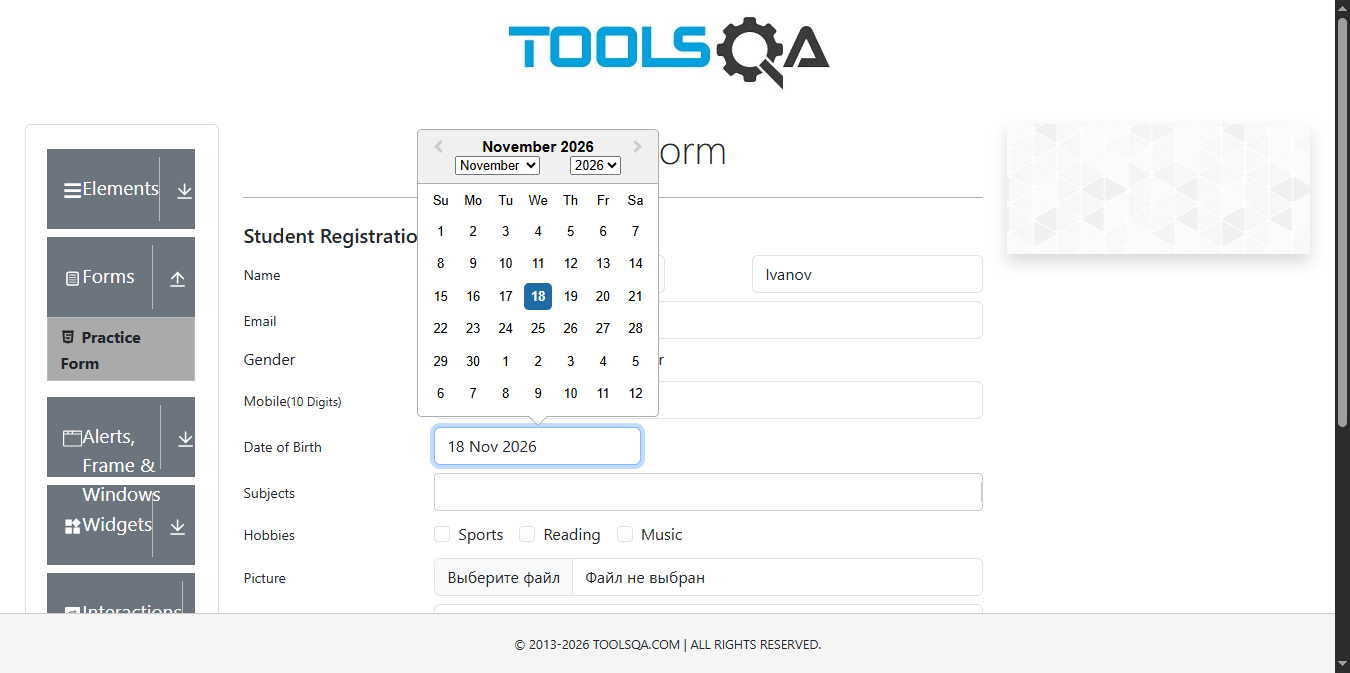 TOOLSQA
Elements
Forms
Practice
Form
Alerts,
Frame &
Windows
Widgets
Interactions
orm
Student Registratio
Name
Ivanov
Email
Gender
r
Mobile(10 Digits)
Date of Birth
18 Nov 2026
Subjects
Hobbies
Sports Reading Music
Picture
Выберите файл Файл не выбран
November 2026
November 2026
Su Mo Tu We Th Fr Sa
1 2 3 4 5 6 7
8 9 10 11 12 13 14
15 16 17 18 19 20 21
22 23 24 25 26 27 28
29 30 1 2 3 4 5
6 7 8 9 10 11 12
© 2013-2026 TOOLSQA.COM | ALL RIGHTS RESERVED.